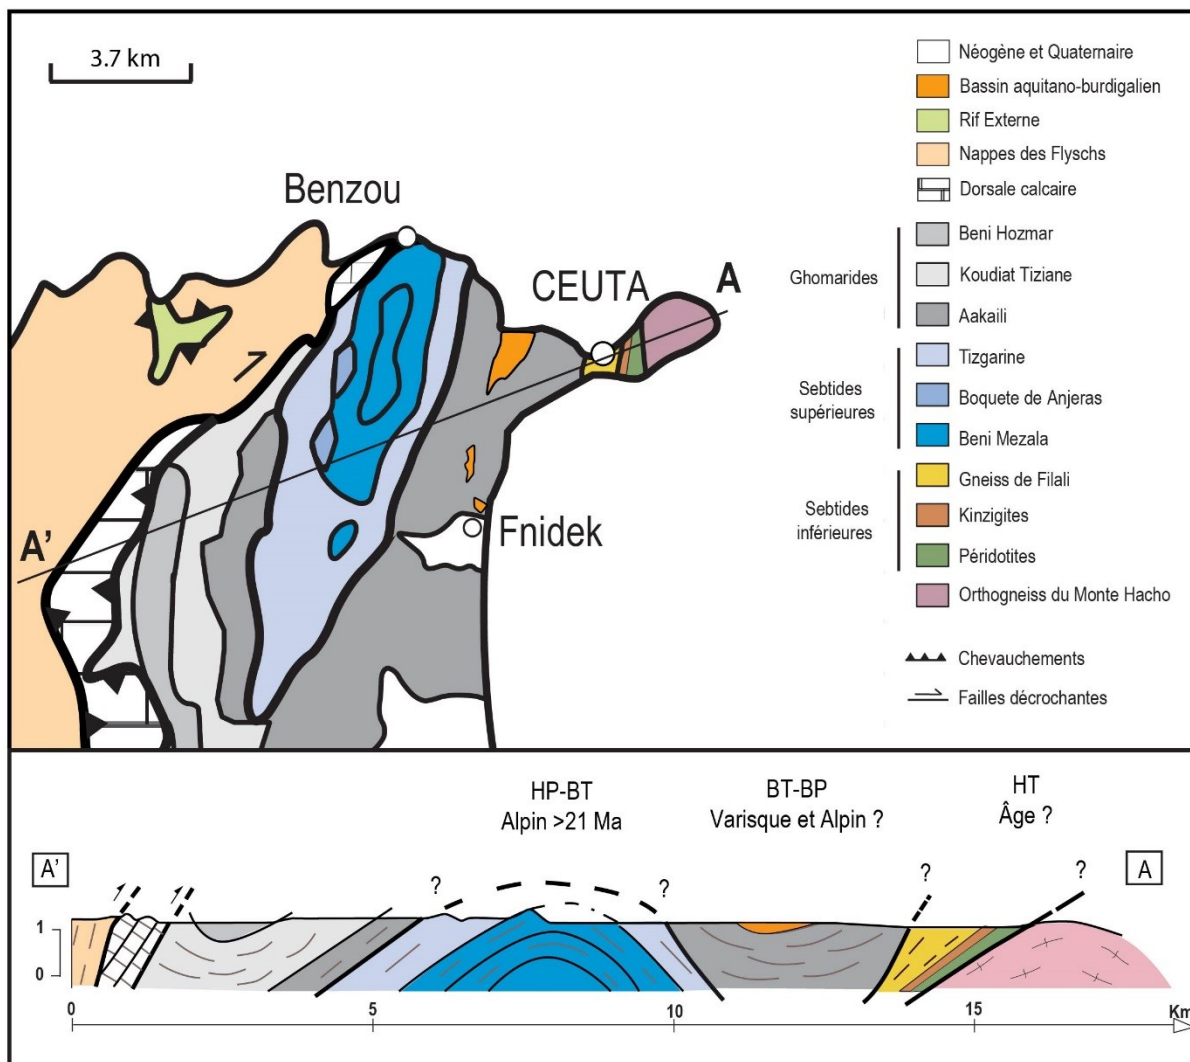 3.7 km
Benzou
CEUTA
A
Fnidek
A’
Néogène et Quaternaire
Bassin aquitano-burdigalien
Rif Externe
Nappes des Flyschs
Dorsale calcaire
Ghomarides
Beni Hozmar
Koudiat Tiziane
Aakaili
Sebtides
supérieures
Tizgarine
Boquete de Anjeras
Beni Mezala
Sebtides
inférieures
Gneiss de Filali
Kinzigites
Péridotites
Orthogneiss du Monte Hacho
Chevauchements
Failles décrochantes
HP-BT
Alpin >21 Ma
BT-BP
Varisque et Alpin ?
HT
Âge ?
A’
?
?
?
?
A
1
0
0
5
10
15
Km